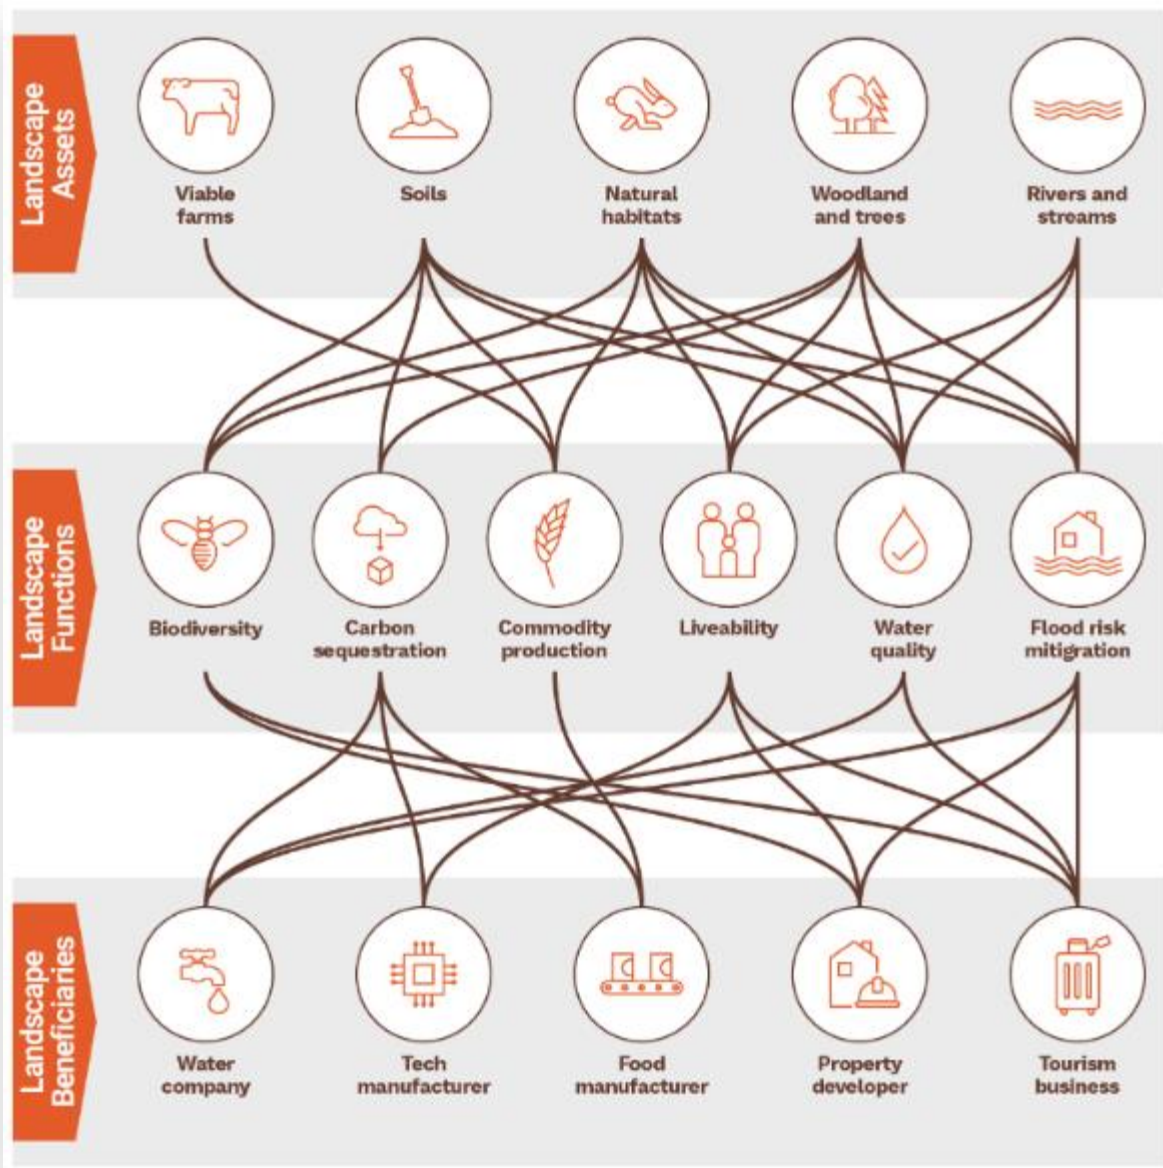 Landscape
Assets
Viable
farms
Soils
Natural
habitats
Woodland
and trees
Rivers and
streams
Landscape
Functions
Biodiversity
Carbon
sequestration
Commodity
production
Liveability
Water
quality
Flood risk
mitigration
Landscape
Beneficiaries
Water
company
Tech
manufacturer
Food
manufacturer
Property
developer
Tourism
business